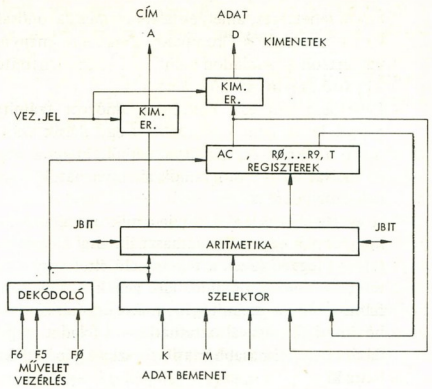 CÍM
ADAT
A
D
KIMENETEK
KIM.
ER.
VEZ.JEL
KIM.
ER.
AC , RØ,...R9, T
REGISZTEREK
JBIT
JBIT
ARITMETIKA
DEKÓDOLÓ
SZELEKTOR
F6 F5 FØ
K M I
MŰVELET
VEZÉRLÉS
ADAT BEMENET